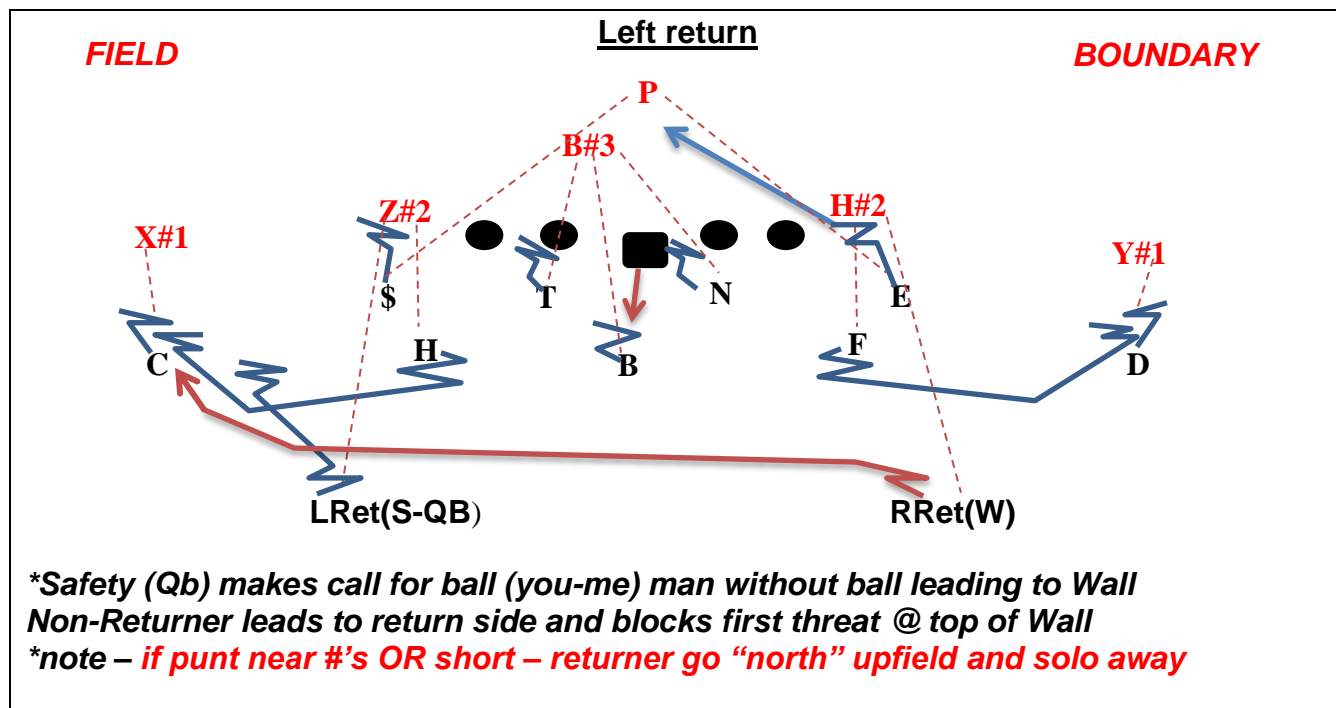 Left return
FIELD
BOUNDARY
P
B#3
Z#2
H#2
X#1
Y#1
$
T
N
E
H
B
F
C
D
LRet(S-QB)
RRet(W)
*Safety (Qb) makes call for ball (you-me) man without ball leading to Wall
Non-Returner leads to return side and blocks first threat @ top of Wall
*note – if punt near #'s OR short – returner go “north” upfield and solo away